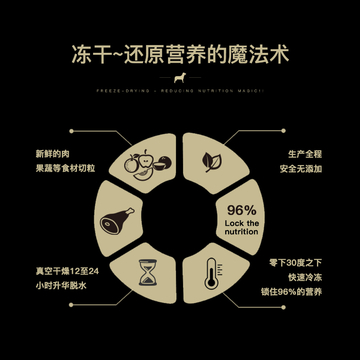 冻干~还原营养的魔法术
FREEZE-DRYING - REDUCING NUTRITION MAGIC!!
新鲜的肉
果蔬等食材切粒
生产全程
安全无添加
96%
Lock the
nutrition
真空干燥12至24
小时升华脱水
零下30度之下
快速冷冻
锁住96%的营养